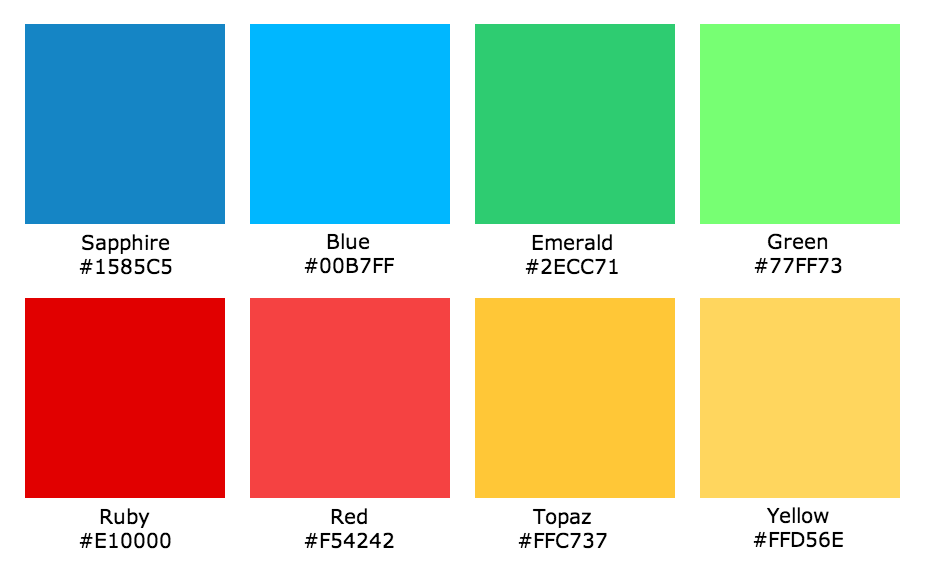 Sapphire
#1585C5
Blue
#00B7FF
Emerald
#2ECC71
Green
#77FF73
Ruby
#E10000
Red
#F54242
Topaz
#FFC737
Yellow
#FFD56E